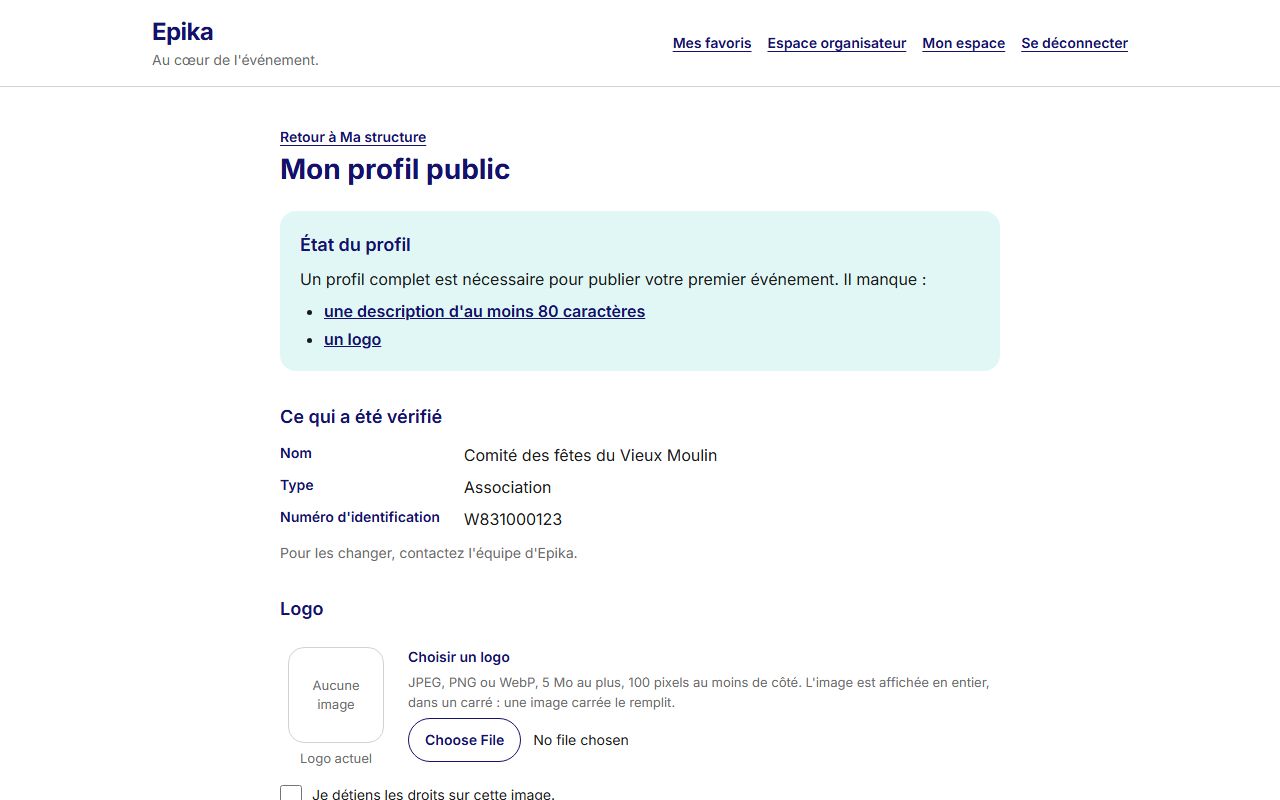 Epika
Au cœur de l'événement.
Mes favoris Espace organisateur Mon espace Se déconnecter
Retour à Ma structure
Mon profil public
État du profil
Un profil complet est nécessaire pour publier votre premier événement. Il manque :
• une description d'au moins 80 caractères
• un logo
Ce qui a été vérifié
Nom Comité des fêtes du Vieux Moulin
Type Association
Numéro d'identification W831000123
Pour les changer, contactez l'équipe d'Epika.
Logo
Aucune image
Logo actuel
Choisir un logo
JPEG, PNG ou WebP, 5 Mo au plus, 100 pixels au moins de côté. L'image est affichée en entier,
dans un carré : une image carrée le remplit.
Choose File No file chosen
Je détiens les droits sur cette image.